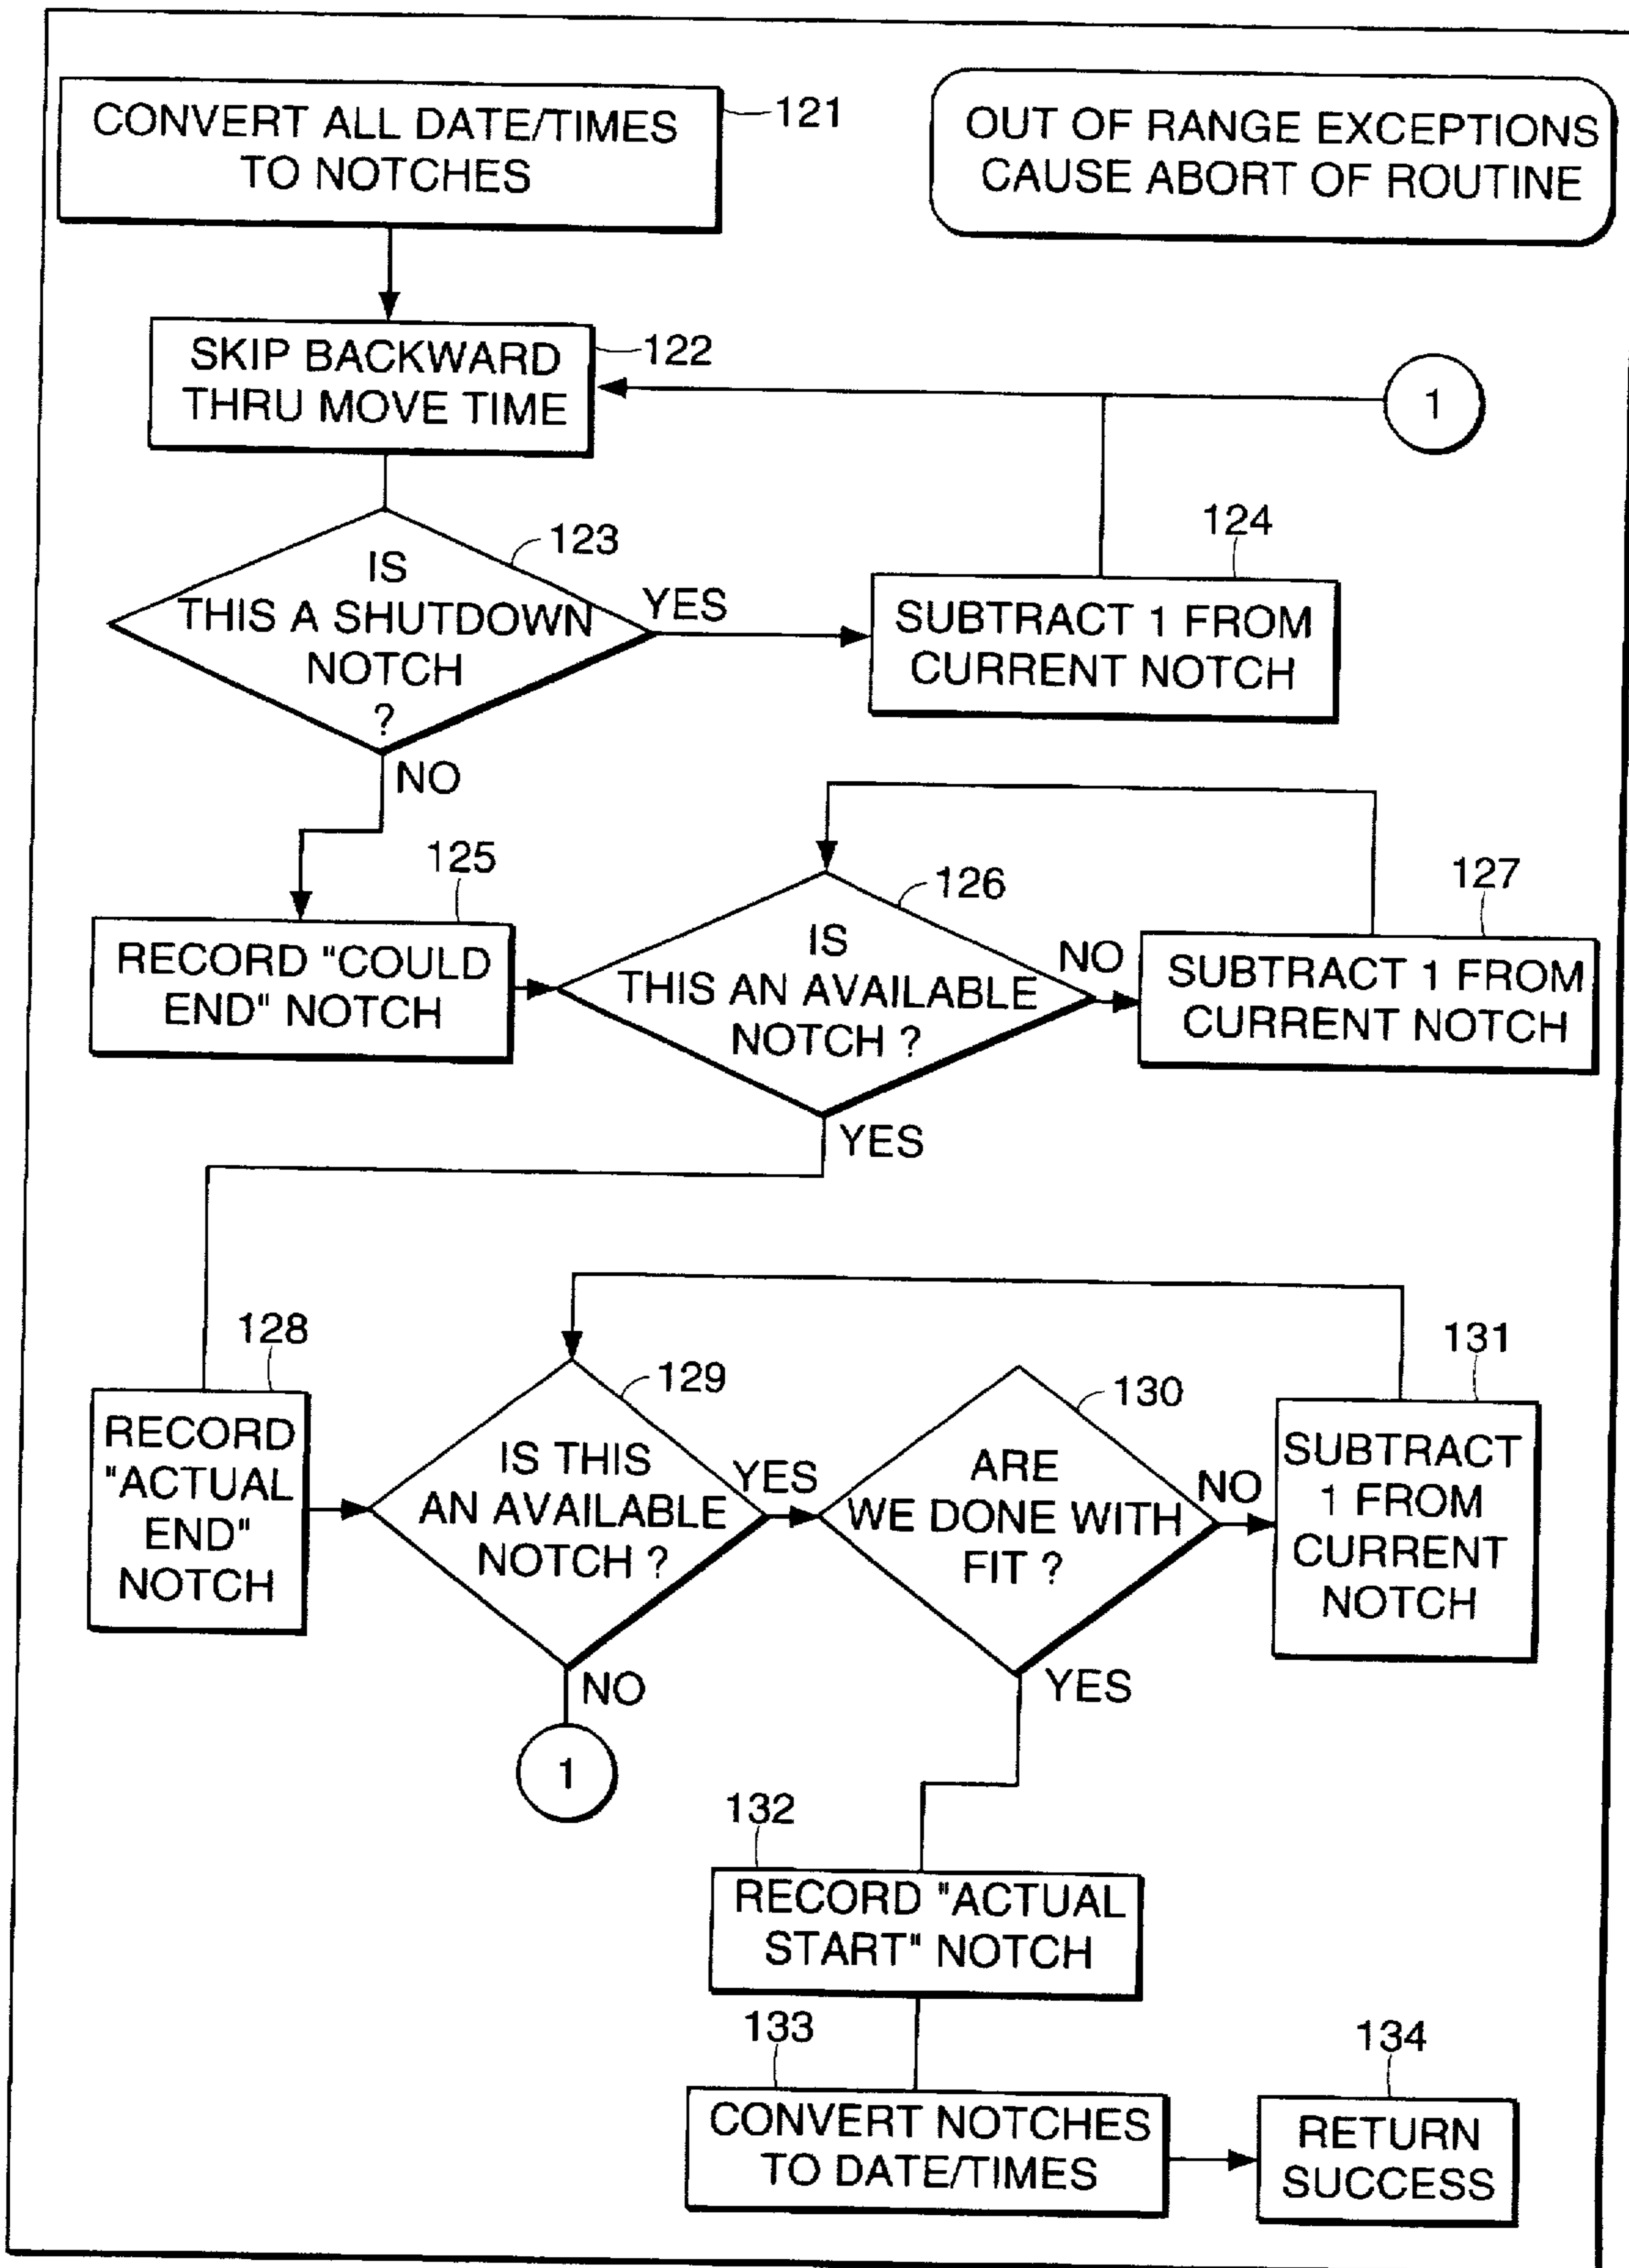 CONVERT ALL DATE/TIMES
TO NOTCHES
121
OUT OF RANGE EXCEPTIONS
CAUSE ABORT OF ROUTINE
SKIP BACKWARD
THRU MOVE TIME
122
1
IS
THIS A SHUTDOWN
NOTCH
?
123
YES
NO
124
SUBTRACT 1 FROM
CURRENT NOTCH
125
RECORD "COULD
END" NOTCH
126
IS
THIS AN AVAILABLE
NOTCH ?
NO
YES
127
SUBTRACT 1 FROM
CURRENT NOTCH
128
RECORD
"ACTUAL
END"
NOTCH
129
IS THIS
AN AVAILABLE
NOTCH ?
YES
NO
1
130
ARE
WE DONE WITH
FIT ?
NO
YES
131
SUBTRACT
1 FROM
CURRENT
NOTCH
132
RECORD "ACTUAL
START" NOTCH
133
CONVERT NOTCHES
TO DATE/TIMES
134
RETURN
SUCCESS